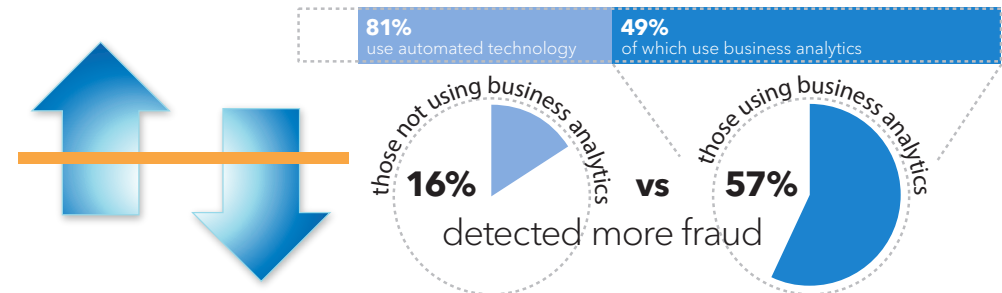 81%
use automated technology
49%
of which use business analytics
those not using business analytics
16%
vs
those using business analytics
57%
detected more fraud